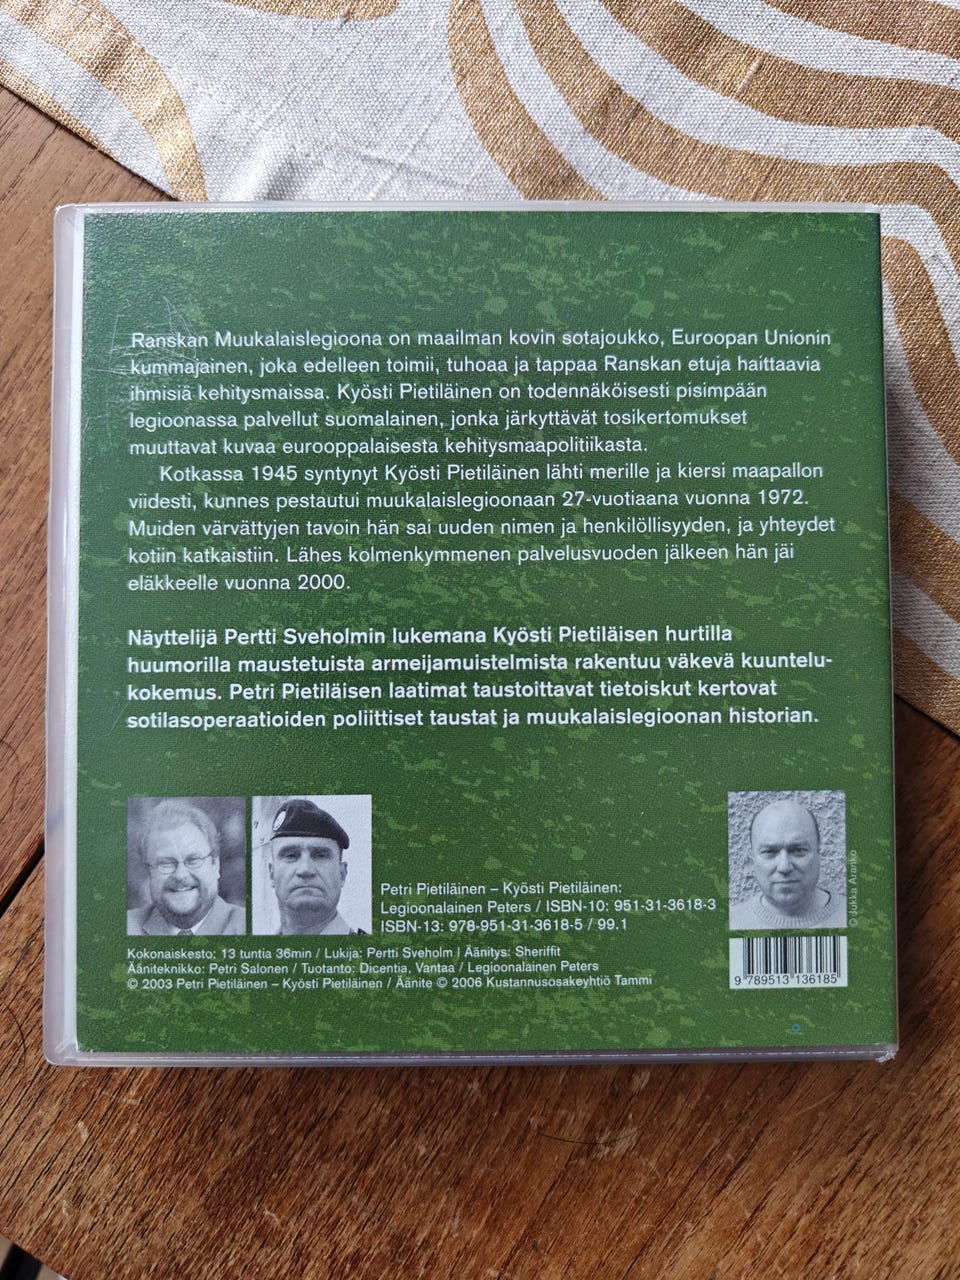 Ranskan Muukalaislegioona on maailman kovin sotajoukko, Euroopan Unionin
kummajainen, joka edelleen toimii, tuhoaa ja tappaa Ranskan etuja haittaavia
ihmisiä kehitysmaissa. Kyösti Pietiläinen on todennäköisesti pisimpään
legioonassa palvellut suomalainen, jonka järkyttävät tosikertomukset
muuttavat kuvaa eurooppalaisesta kehitysmaapolitiikasta.
Kotkassa 1945 syntynyt Kyösti Pietiläinen lähti merille ja kiersi maapallon
viidesti, kunnes pestautui muukalaislegioonaan 27-vuotiaana vuonna 1972.
Muiden värvättyjen tavoin hän sai uuden nimen ja henkilöllisyyden, ja yhteydet
kotiin katkaistiin. Lähes kolmenkymmenen palvelusvuoden jälkeen hän jäi
eläkkeelle vuonna 2000.
Näyttelijä Pertti Sveholmin lukemana Kyösti Pietiläisen hurtilla
huumorilla maustetuista armeijamuistelmista rakentuu väkevä kuuntelu-
kokemus. Petri Pietiläisen laatimat taustoittavat tietoiskut kertovat
sotilasoperaatioiden poliittiset taustat ja muukalaislegioonan historian.
Petri Pietiläinen – Kyösti Pietiläinen:
Legioonalainen Peters / ISBN-10: 951-31-3618-3
ISBN-13: 978-951-31-3618-5 / 99.1
© Jukka Aranko
Kokonaiskesto: 13 tuntia 36min / Lukija: Pertti Sveholm / Äänitys: Sheriffit
Ääniteknikko: Petri Salonen / Tuotanto: Dicentia, Vantaa / Legioonalainen Peters
© 2003 Petri Pietiläinen – Kyösti Pietiläinen / Äänite © 2006 Kustannusosakeyhtiö Tammi
9 789513 136185